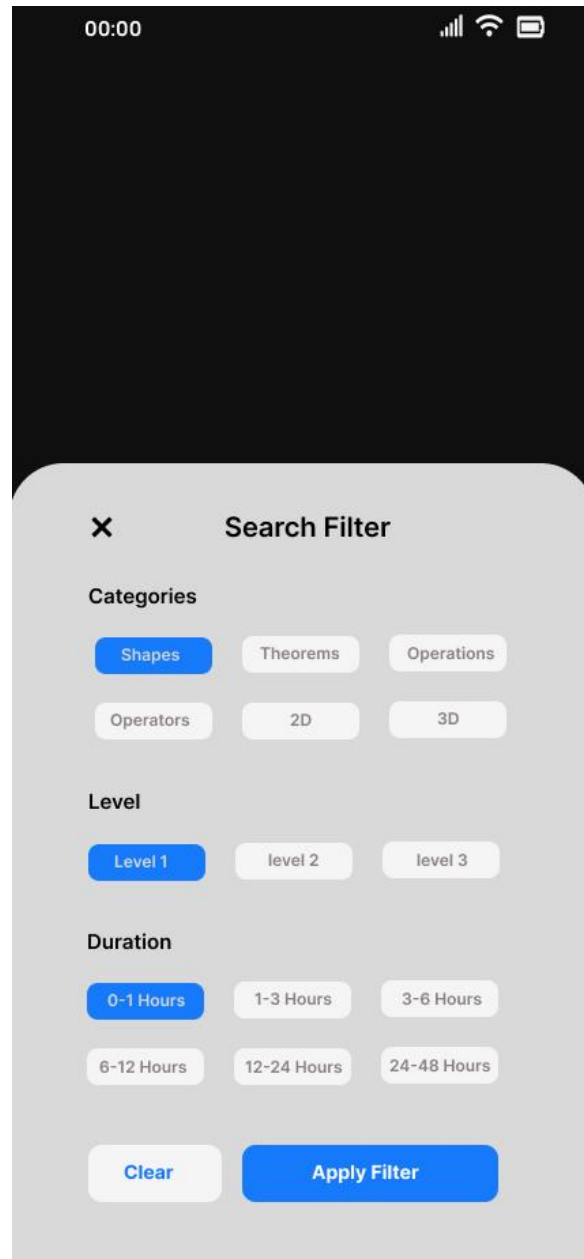 00:00
Search Filter
Categories
Shapes Theorems Operations
Operators 2D 3D
Level
Level 1 level 2 level 3
Duration
0-1 Hours 1-3 Hours 3-6 Hours
6-12 Hours 12-24 Hours 24-48 Hours
Clear Apply Filter